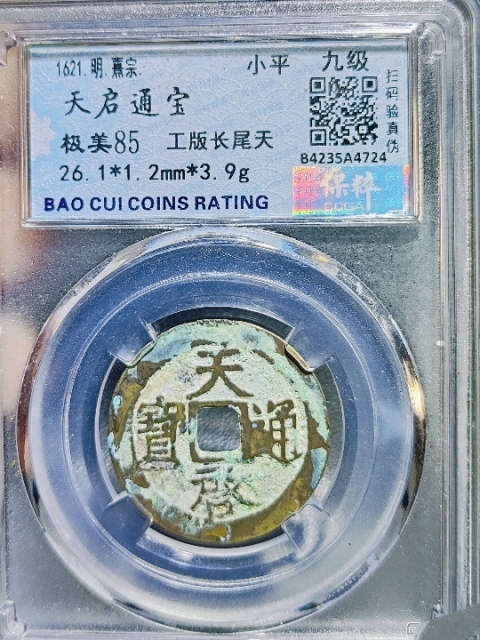 1621.明.熹宗. 小平 九级
天启通宝
极美85 工版长尾天
26.1*1.2mm*3.9g
BAO CUI COINS RATING
扫码验真伪
B4235A4724
保粹
天
寶 通
啓